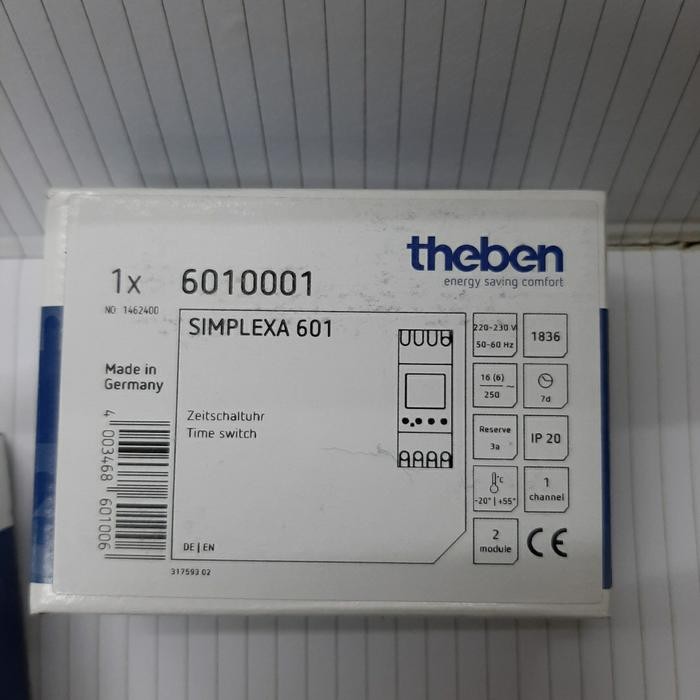 theben
energy saving comfort
1x 6010001
NO 1462400
SIMPLEXA 601
Made in
Germany
Zeitschaltuhr
Time switch
DE | EN
317593 02
4 003468 601006
220-230 V
50-60 Hz
1836
16 (6) ~
250
7d
Reserve
3a
IP 20
°C
-20° | +55°
1
channel
2
module
CE